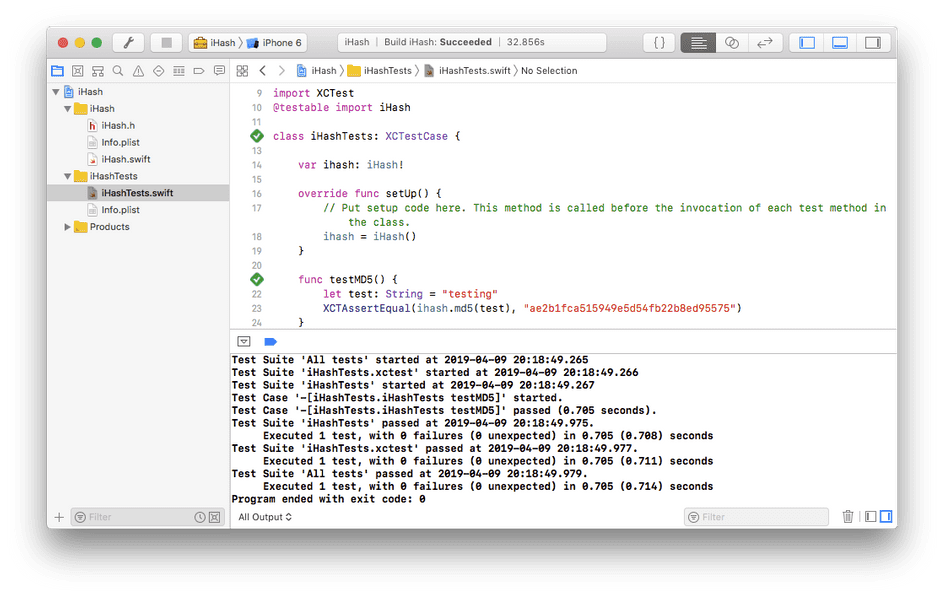 iHash iPhone 6
iHash | Build iHash: Succeeded | 32.856s
{}
iHash iHashTests iHashTests.swift No Selection
iHash
iHash
iHash.h
Info.plist
iHash.swift
iHashTests
iHashTests.swift
Info.plist
Products
Filter
9 import XCTest
10 @testable import iHash
11
class iHashTests: XCTestCase {
13
14 var ihash: iHash!
15
16 override func setUp() {
17 // Put setup code here. This method is called before the invocation of each test method in
the class.
18 ihash = iHash()
19 }
20
func testMD5() {
22 let test: String = "testing"
23 XCTAssertEqual(ihash.md5(test), "ae2b1fca515949e5d54fb22b8ed95575")
24 }
Test Suite 'All tests' started at 2019-04-09 20:18:49.265
Test Suite 'iHashTests.xctest' started at 2019-04-09 20:18:49.266
Test Suite 'iHashTests' started at 2019-04-09 20:18:49.267
Test Case '-[iHashTests.iHashTests testMD5]' started.
Test Case '-[iHashTests.iHashTests testMD5]' passed (0.705 seconds).
Test Suite 'iHashTests' passed at 2019-04-09 20:18:49.975.
Executed 1 test, with 0 failures (0 unexpected) in 0.705 (0.708) seconds
Test Suite 'iHashTests.xctest' passed at 2019-04-09 20:18:49.977.
Executed 1 test, with 0 failures (0 unexpected) in 0.705 (0.711) seconds
Test Suite 'All tests' passed at 2019-04-09 20:18:49.979.
Executed 1 test, with 0 failures (0 unexpected) in 0.705 (0.714) seconds
Program ended with exit code: 0
All Output
Filter